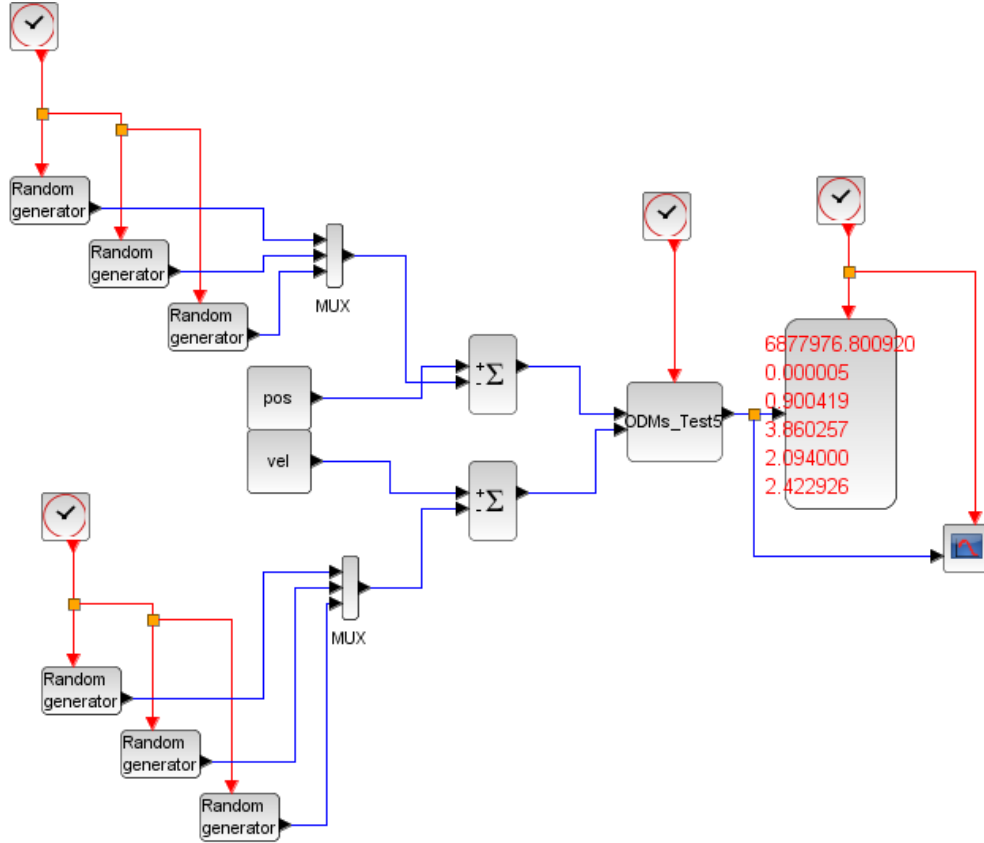 Random
generator
Random
generator
Random
generator
MUX
pos
vel
+
-
Σ
+
-
Σ
ODMs_Test5
6877976.800920
0.000005
0.900419
3.860257
2.094000
2.422926
MUX
Random
generator
Random
generator
Random
generator